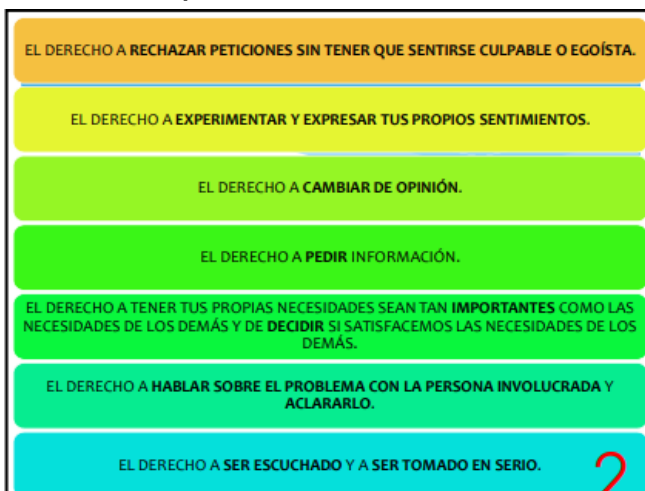 EL DERECHO A RECHAZAR PETICIONES SIN TENER QUE SENTIRSE CULPABLE O EGOÍSTA.
EL DERECHO A EXPERIMENTAR Y EXPRESAR TUS PROPIOS SENTIMIENTOS.
EL DERECHO A CAMBIAR DE OPINIÓN.
EL DERECHO A PEDIR INFORMACIÓN.
EL DERECHO A TENER TUS PROPIAS NECESIDADES SEAN TAN IMPORTANTES COMO LAS
NECESIDADES DE LOS DEMÁS Y DE DECIDIR SI SATISFACEMOS LAS NECESIDADES DE LOS
DEMÁS.
EL DERECHO A HABLAR SOBRE EL PROBLEMA CON LA PERSONA INVOLUCRADA Y
ACLARARLO.
EL DERECHO A SER ESCUCHADO Y A SER TOMADO EN SERIO.
2